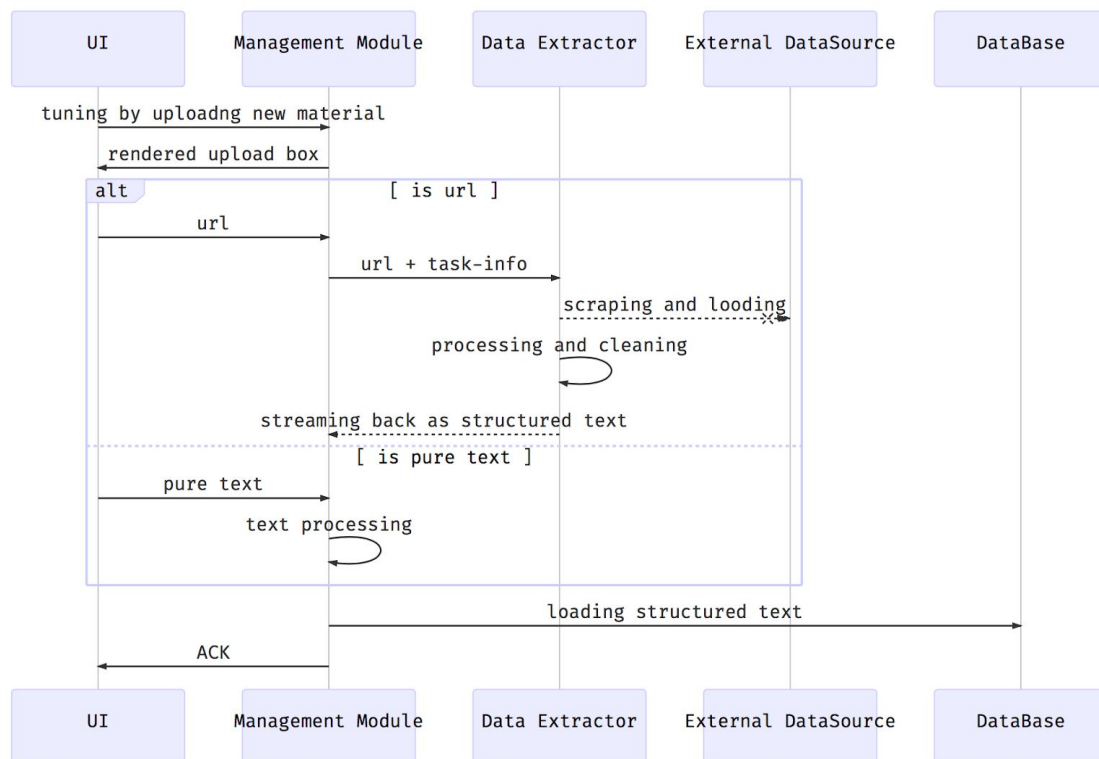 UI
Management Module
Data Extractor
External DataSource
DataBase
tuning by uploadng new material
rendered upload box
alt
[ is url ]
url
url + task-info
scraping and looding
processing and cleaning
streaming back as structured text
[ is pure text ]
pure text
text processing
loading structured text
ACK
UI
Management Module
Data Extractor
External DataSource
DataBase